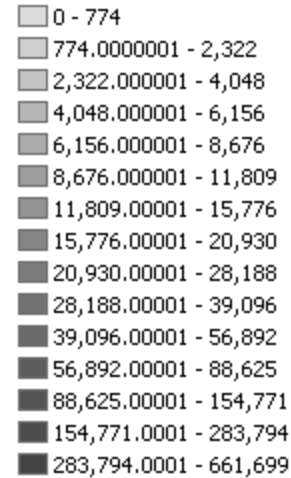 0 - 774
774.0000001 - 2,322
2,322.000001 - 4,048
4,048.000001 - 6,156
6,156.000001 - 8,676
8,676.000001 - 11,809
11,809.00001 - 15,776
15,776.00001 - 20,930
20,930.00001 - 28,188
28,188.00001 - 39,096
39,096.00001 - 56,892
56,892.00001 - 88,625
88,625.00001 - 154,771
154,771.0001 - 283,794
283,794.0001 - 661,699